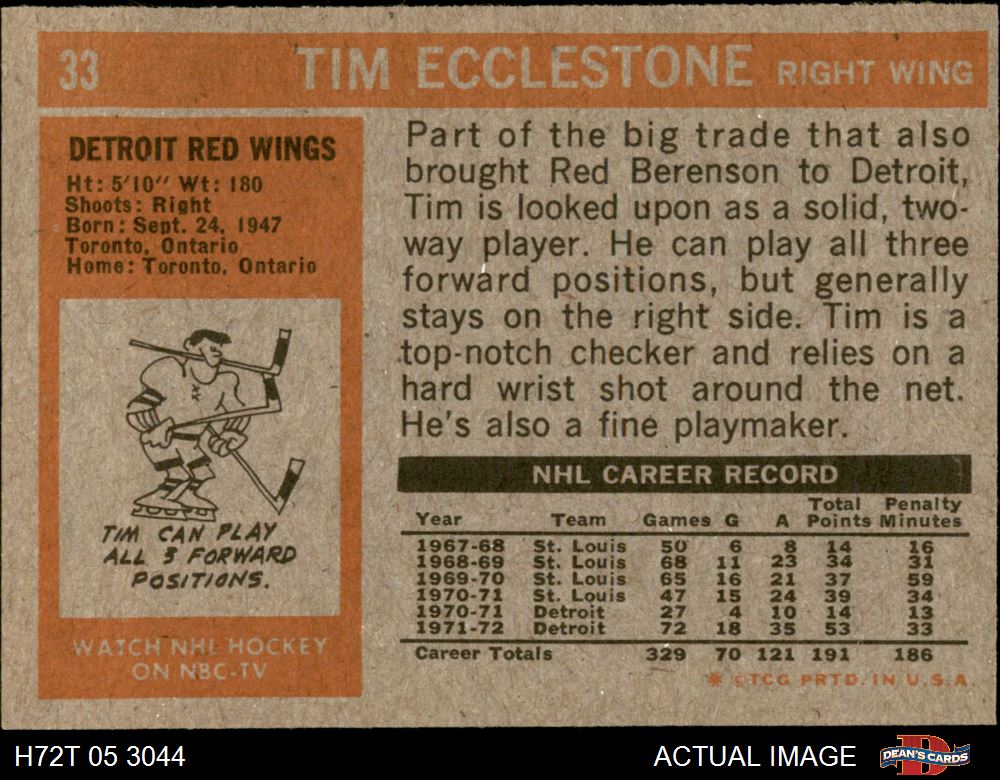 33 TIM ECCLESTONE RIGHT WING
DETROIT RED WINGS
Ht: 5'10" Wt: 180
Shoots: Right
Born: Sept. 24, 1947
Toronto, Ontario
Home: Toronto, Ontario
TIM CAN PLAY
ALL 3 FORWARD
POSITIONS.
WATCH NHL HOCKEY
ON NBC-TV
Part of the big trade that also
brought Red Berenson to Detroit,
Tim is looked upon as a solid, two-
way player. He can play all three
forward positions, but generally
stays on the right side. Tim is a
top-notch checker and relies on a
hard wrist shot around the net.
He's also a fine playmaker.
NHL CAREER RECORD
Total Penalty
Year Team Games G A Points Minutes
1967-68 St. Louis 50 6 8 14 16
1968-69 St. Louis 68 11 23 34 31
1969-70 St. Louis 65 16 21 37 59
1970-71 St. Louis 47 15 24 39 34
1970-71 Detroit 27 4 10 14 13
1971-72 Detroit 72 18 35 53 33
Career Totals 329 70 121 191 186
* © TCG PRTD. IN U.S.A.
H72T 05 3044 ACTUAL IMAGE DEAN'S CARDS